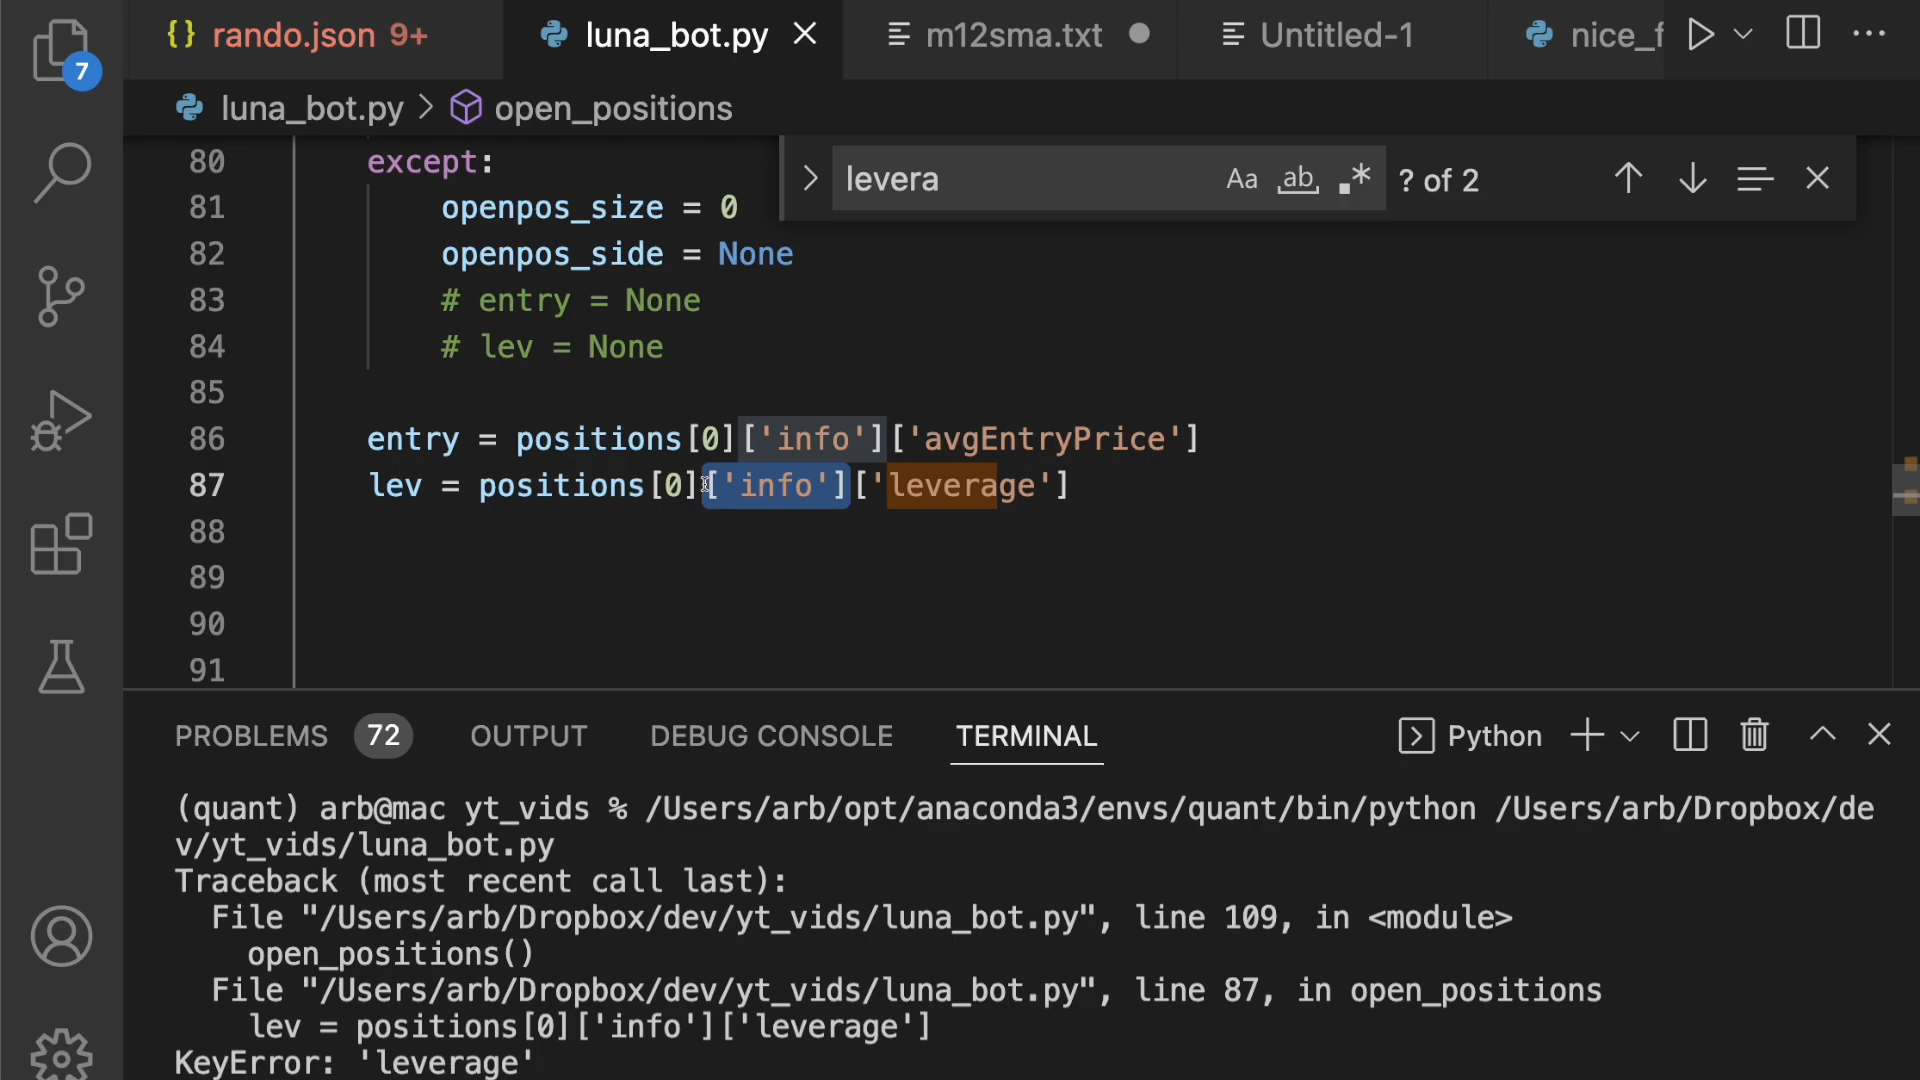 rando.json 9+ luna_bot.py m12sma.txt Untitled-1 nice_f
7
luna_bot.py > open_positions
levera Aa ab .* ? of 2
80 except:
81 openpos_size = 0
82 openpos_side = None
83 # entry = None
84 # lev = None
85
86 entry = positions[0]['info']['avgEntryPrice']
87 lev = positions[0]['info']['leverage']
88
89
90
91
PROBLEMS 72 OUTPUT DEBUG CONSOLE TERMINAL Python
(quant) arb@mac yt_vids % /Users/arb/opt/anaconda3/envs/quant/bin/python /Users/arb/Dropbox/de
v/yt_vids/luna_bot.py
Traceback (most recent call last):
File "/Users/arb/Dropbox/dev/yt_vids/luna_bot.py", line 109, in <module>
open_positions()
File "/Users/arb/Dropbox/dev/yt_vids/luna_bot.py", line 87, in open_positions
lev = positions[0]['info']['leverage']
KeyError: 'leverage'